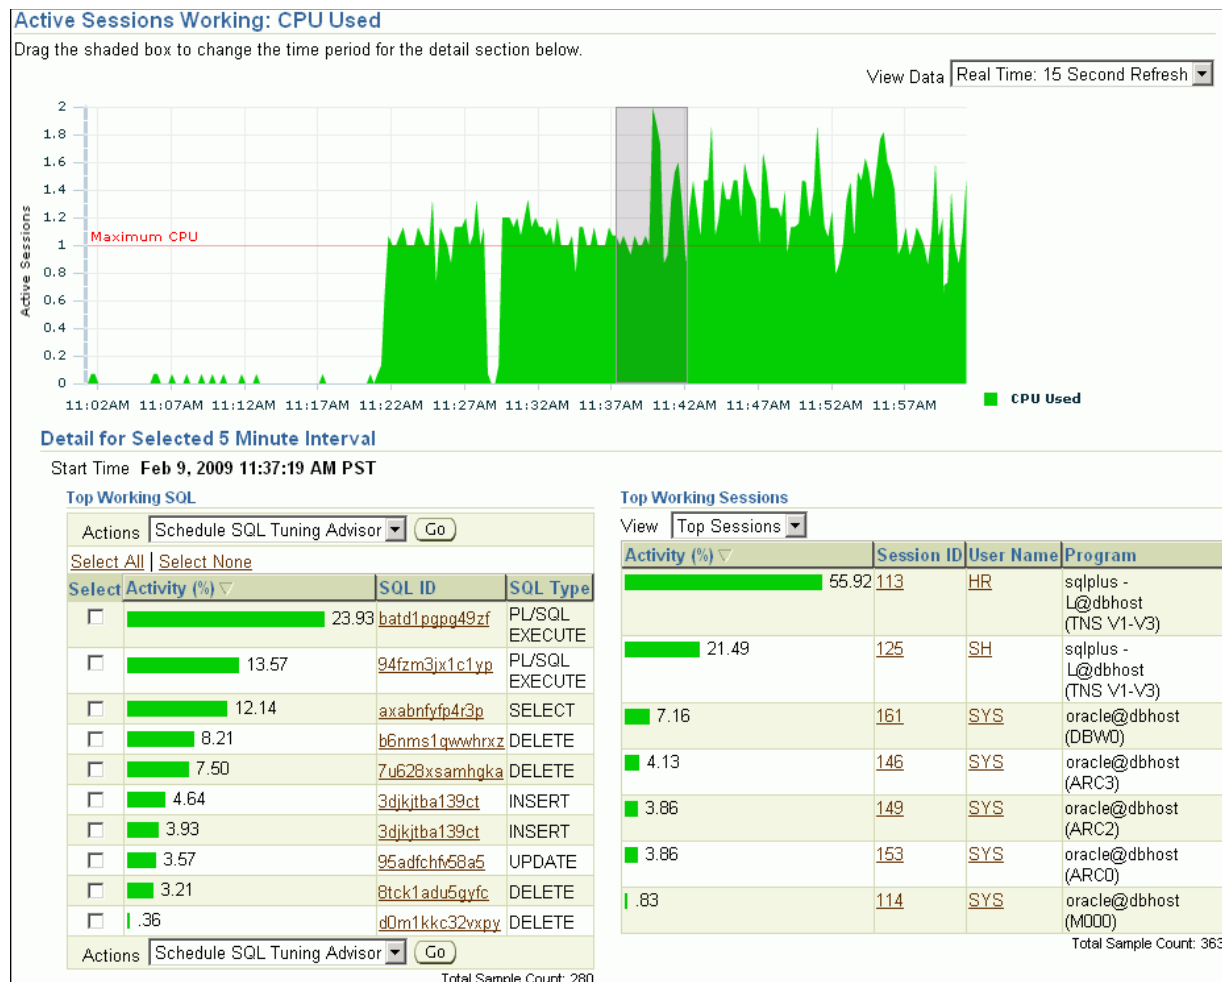 Active Sessions Working: CPU Used
Drag the shaded box to change the time period for the detail section below.
View Data Real Time: 15 Second Refresh
2
1.8
1.6
1.4
1.2
1
0.8
0.6
0.4
0.2
0
Active Sessions
Maximum CPU
11:02AM 11:07AM 11:12AM 11:17AM 11:22AM 11:27AM 11:32AM 11:37AM 11:42AM 11:47AM 11:52AM 11:57AM
CPU Used
Detail for Selected 5 Minute Interval
Start Time Feb 9, 2009 11:37:19 AM PST
Top Working SQL
Actions Schedule SQL Tuning Advisor Go
Select All | Select None
Select Activity (%) SQL ID SQL Type
23.93 batd1pgpg49zf PL/SQL
EXECUTE
13.57 94fzm3jx1c1yp PL/SQL
EXECUTE
12.14 axabnfyfp4r3p SELECT
8.21 b6nms1qwwhrxz DELETE
7.50 7u628xsamhgka DELETE
4.64 3djkjtba139ct INSERT
3.93 3djkjtba139ct INSERT
3.57 95adfchfv58a5 UPDATE
3.21 8tck1adu5gyfc DELETE
.36 d0m1kkc32vxpy DELETE
Actions Schedule SQL Tuning Advisor Go
Total Sample Count: 280
Top Working Sessions
View Top Sessions
Activity (%) Session ID User Name Program
55.92 113 HR sqlplus -
L@dbhost
(TNS V1-V3)
21.49 125 SH sqlplus -
L@dbhost
(TNS V1-V3)
7.16 161 SYS oracle@dbhost
(DBW0)
4.13 146 SYS oracle@dbhost
(ARC3)
3.86 149 SYS oracle@dbhost
(ARC2)
3.86 153 SYS oracle@dbhost
(ARC0)
.83 114 SYS oracle@dbhost
(M000)
Total Sample Count: 363